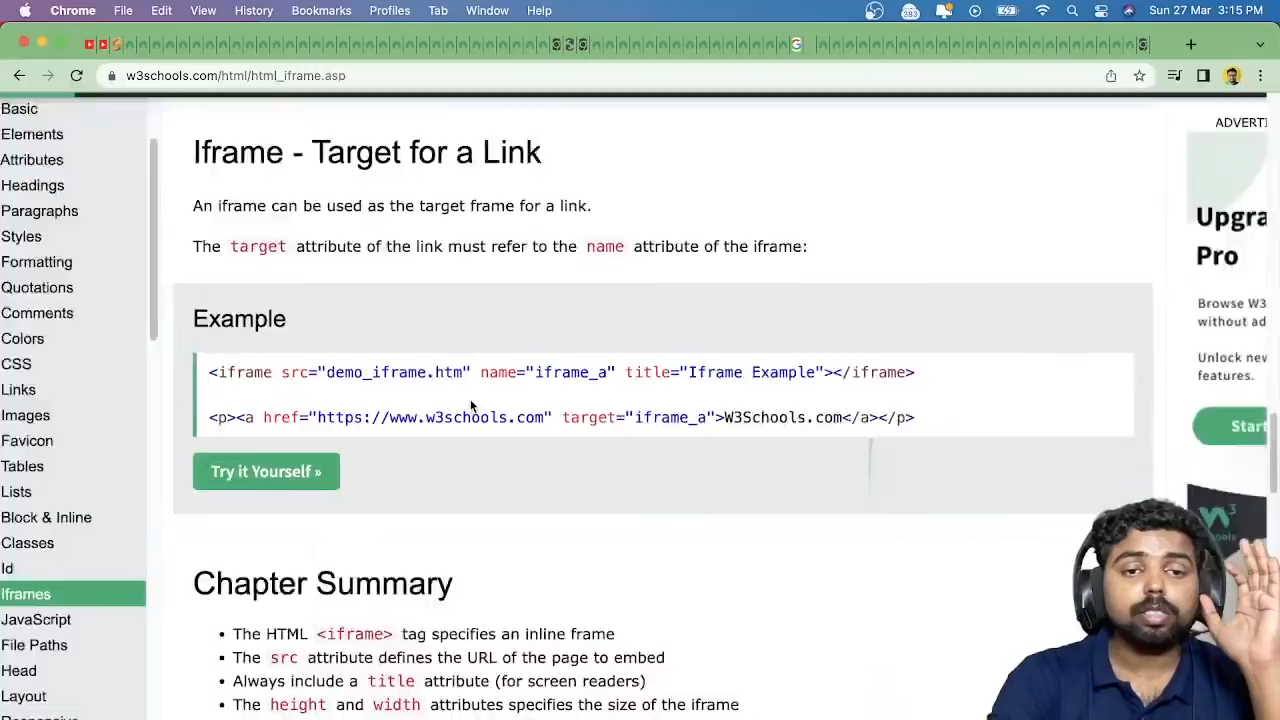 Chrome File Edit View History Bookmarks Profiles Tab Window Help 383 Sun 27 Mar 3:15 PM
w3schools.com/html/html_iframe.asp
Basic
Elements
Attributes
Headings
Paragraphs
Styles
Formatting
Quotations
Comments
Colors
CSS
Links
Images
Favicon
Tables
Lists
Block & Inline
Classes
Id
Iframes
JavaScript
File Paths
Head
Layout
Iframe - Target for a Link
An iframe can be used as the target frame for a link.
The target attribute of the link must refer to the name attribute of the iframe:
Example
<iframe src="demo_iframe.htm" name="iframe_a" title="Iframe Example"></iframe>
<p><a href="https://www.w3schools.com" target="iframe_a">W3Schools.com</a></p>
Try it Yourself »
Chapter Summary
• The HTML <iframe> tag specifies an inline frame
• The src attribute defines the URL of the page to embed
• Always include a title attribute (for screen readers)
• The height and width attributes specifies the size of the iframe
ADVERTI
Upgra
Pro
Browse W3
without ad
Unlock new
features.
Start